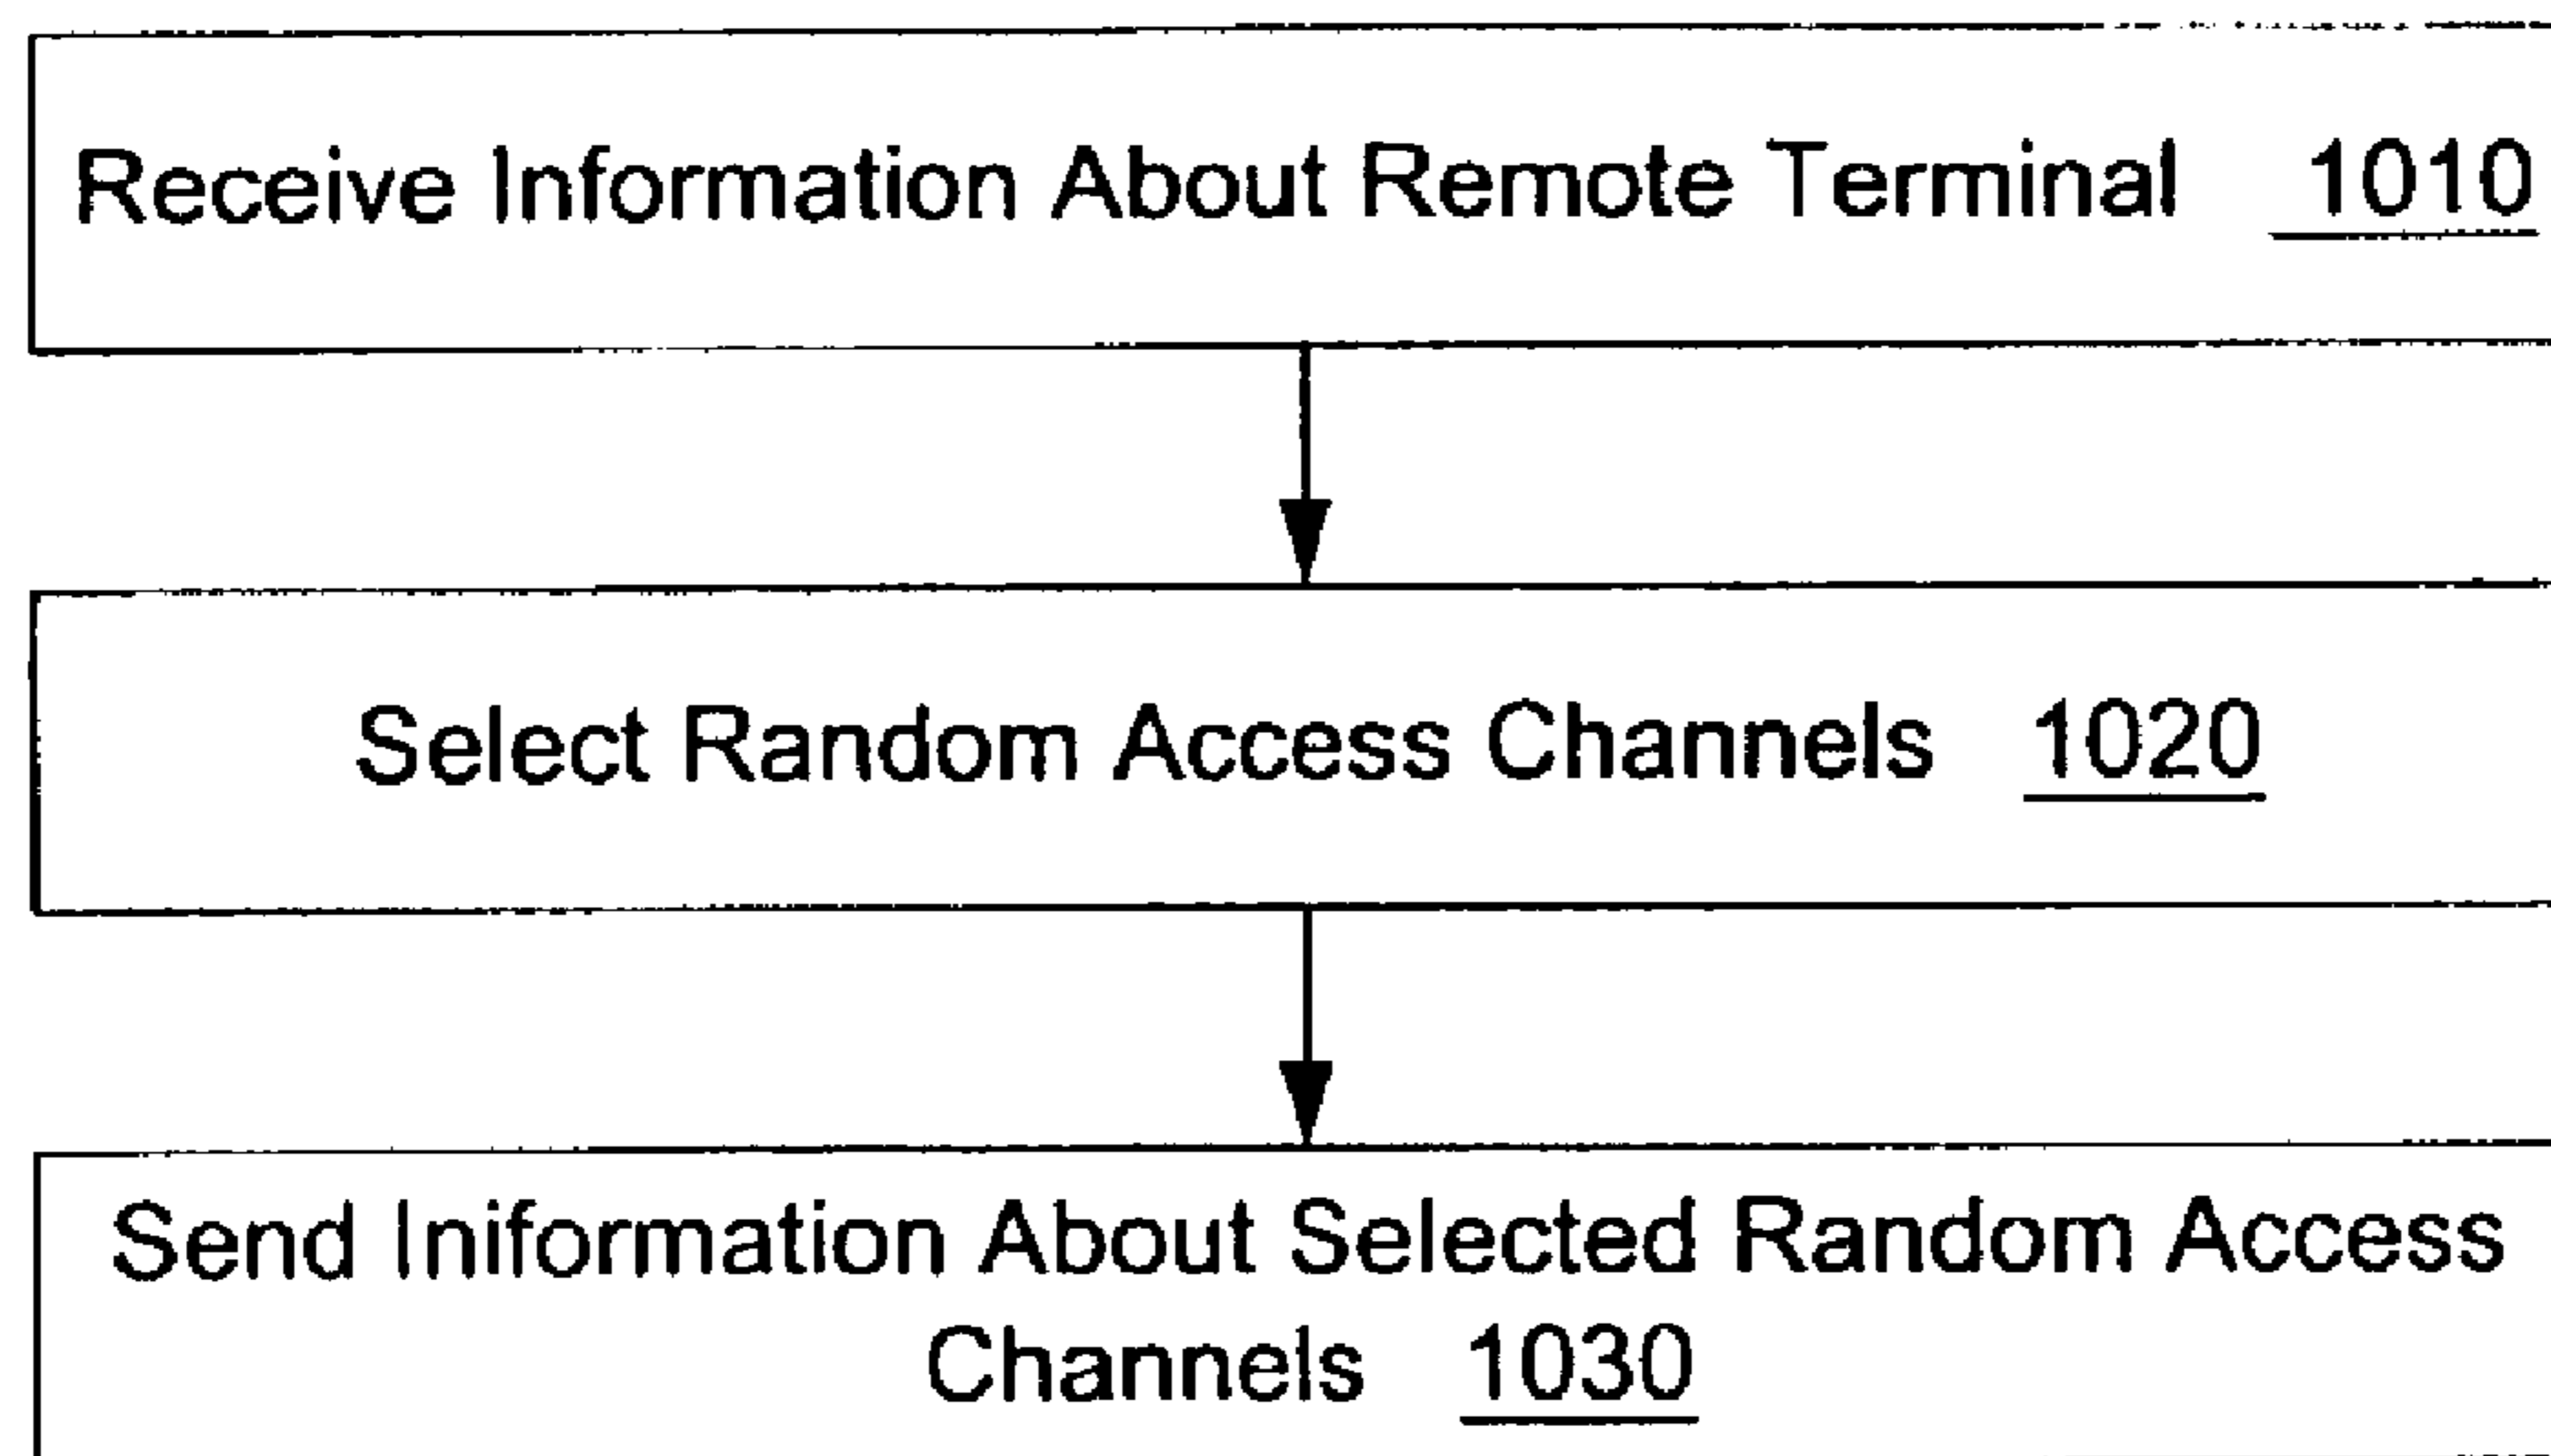 Receive Information About Remote Terminal 1010
Select Random Access Channels 1020
Send Iniformation About Selected Random Access
Channels 1030